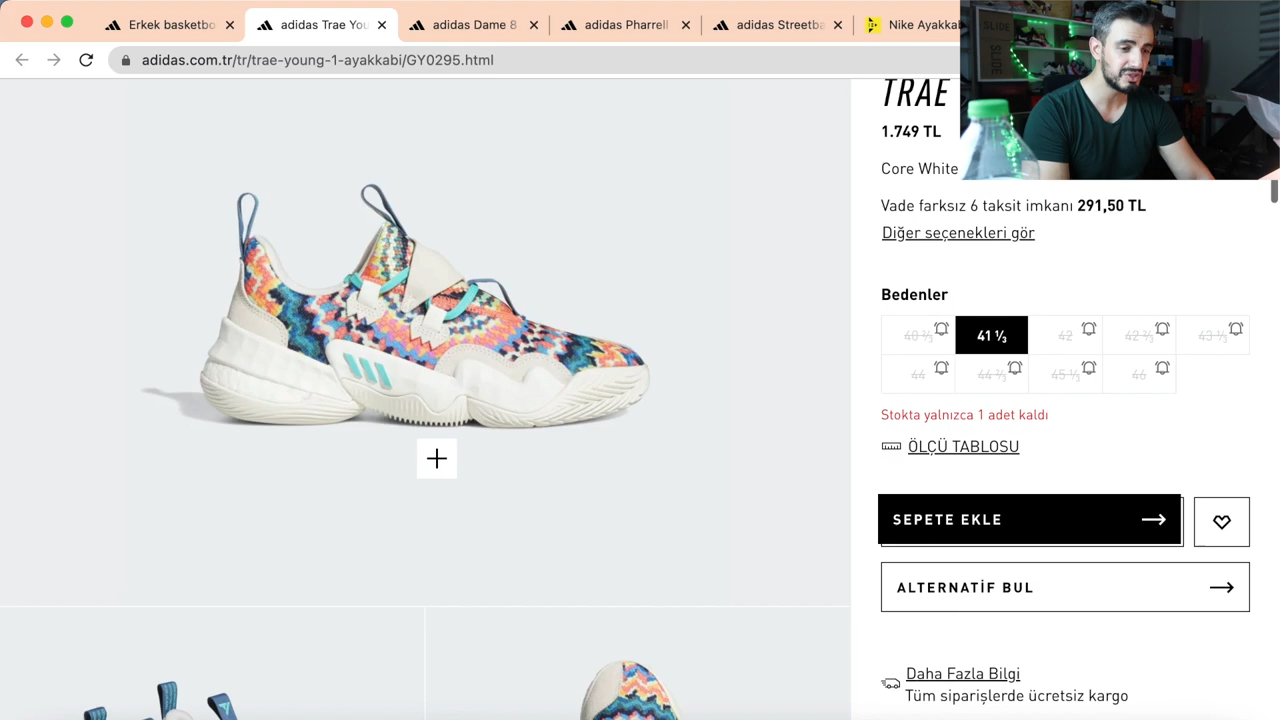 Erkek basketbo
adidas Trae You
adidas Dame 8
adidas Pharrell
adidas Streetba
Nike Ayakkab
adidas.com.tr/tr/trae-young-1-ayakkabi/GY0295.html
SLIDE
SLIDE
TRAE
1.749 TL
Core White
Vade farksız 6 taksit imkanı 291,50 TL
Diğer seçenekleri gör
Bedenler
40 ⅔ 41 ⅓ 42 42 ⅔ 43 ⅓
44 44 ⅔ 45 ⅓ 46
Stokta yalnızca 1 adet kaldı
ÖLÇÜ TABLOSU
SEPETE EKLE
ALTERNATİF BUL
Daha Fazla Bilgi
Tüm siparişlerde ücretsiz kargo